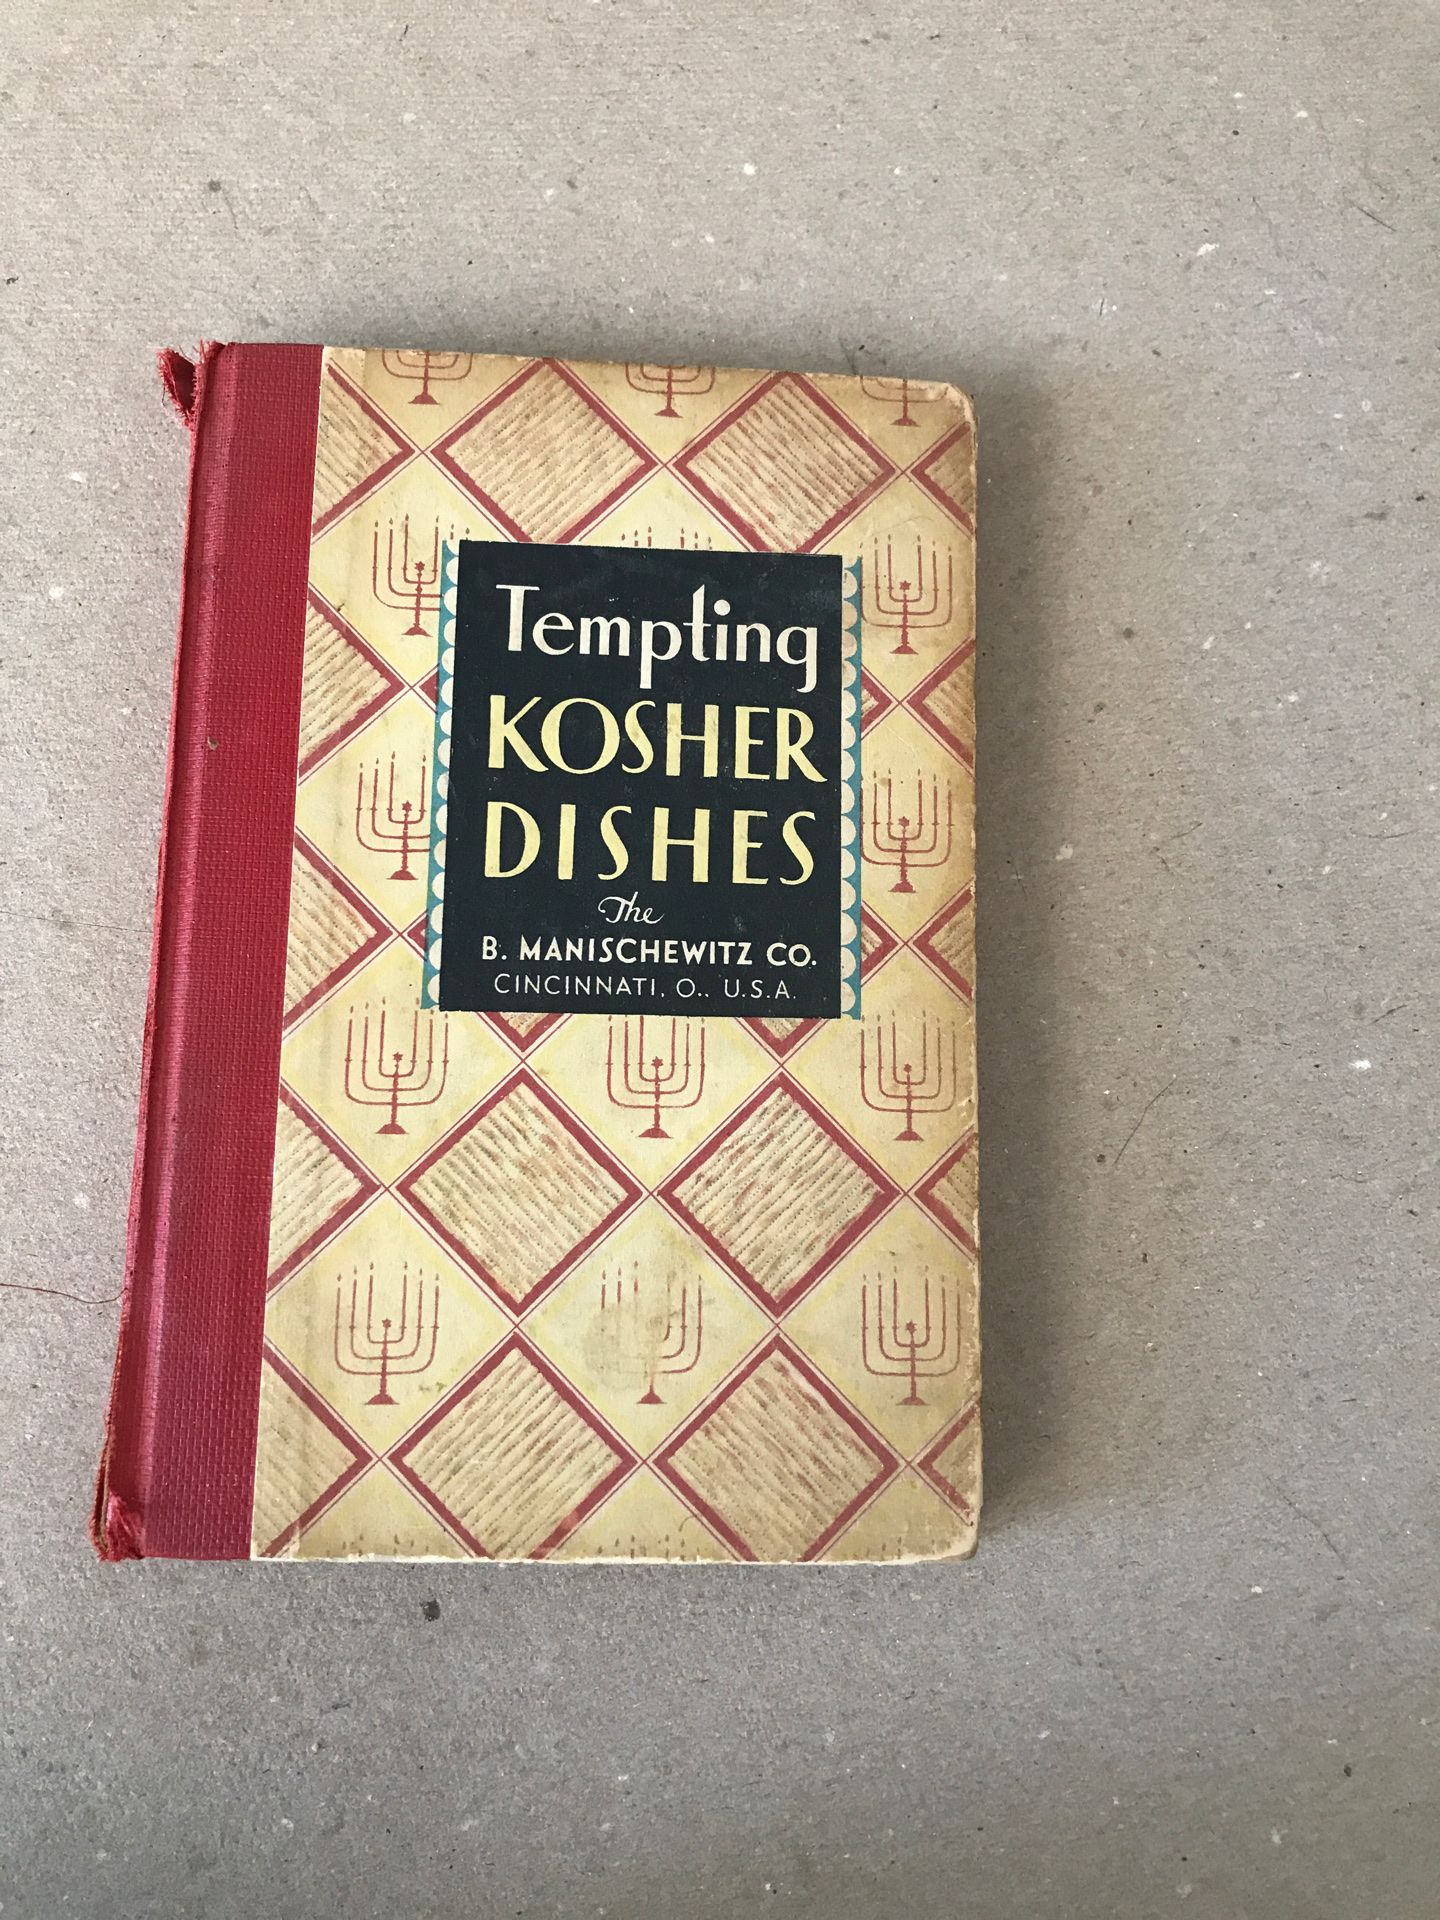 Tempting
KOSHER
DISHES
The
B. MANISCHEWITZ CO.
CINCINNATI, O., U.S.A.